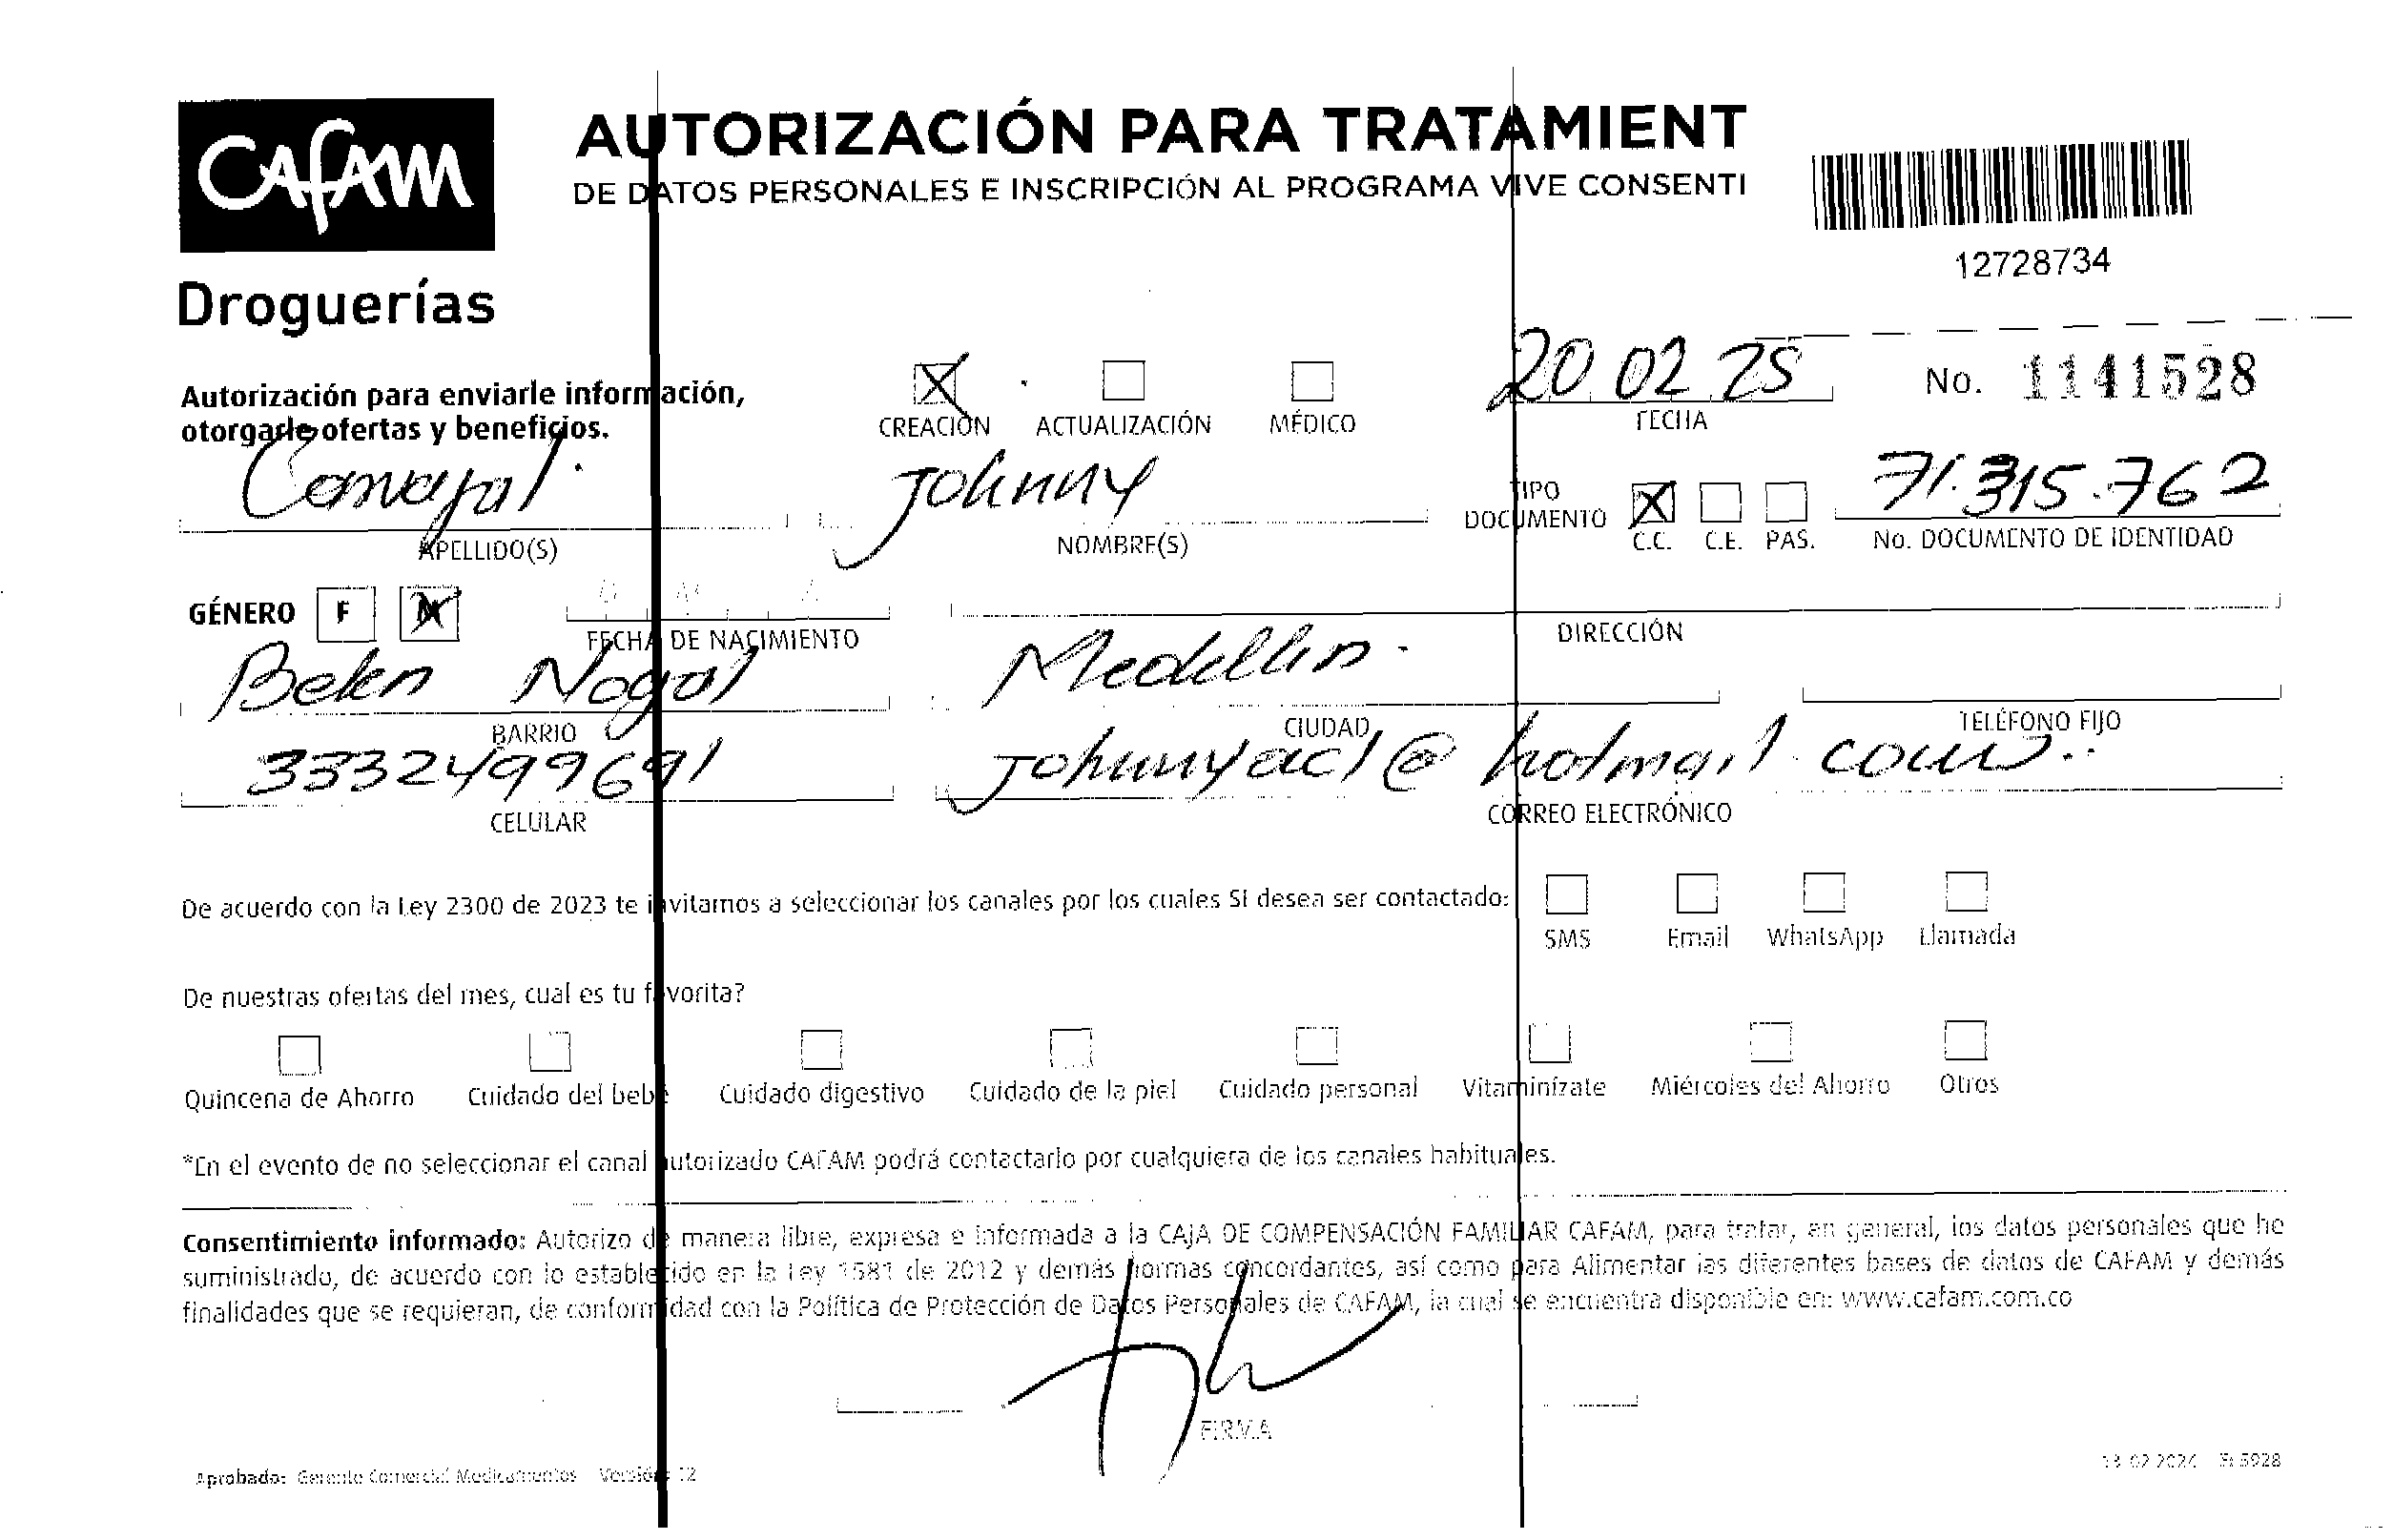 CAfAM
Droguerías
AUTORIZACIÓN PARA TRATAMIENT
DE DATOS PERSONALES E INSCRIPCIÓN AL PROGRAMA VIVE CONSENTI
12728734
Autorización para enviarle información,
otorgarle ofertas y beneficios.
CREACIÓN ACTUALIZACIÓN MÉDICO
20 02 25
FECHA
No. 1141528
Johnny
APELLIDO(S)
NOMBRE(S)
TIPO
DOCUMENTO
C.C. C.E. PAS.
71.315.762
No. DOCUMENTO DE IDENTIDAD
GÉNERO F M
D M A
FECHA DE NACIMIENTO
DIRECCIÓN
Belen Nogal
BARRIO
Medellin.
CIUDAD
TELÉFONO FIJO
3332499691
CELULAR
Johnnyacl@hotmail.com
CORREO ELECTRÓNICO
De acuerdo con la Ley 2300 de 2023 te invitamos a seleccionar los canales por los cuales SI desea ser contactado:
SMS Email WhatsApp Llamada
De nuestras ofertas del mes, cual es tu favorita?
Quincena de Ahorro Cuidado del bebé Cuidado digestivo Cuidado de la piel Cuidado personal Vitaminízate Miércoles del Ahorro Otros
*En el evento de no seleccionar el canal autorizado CAFAM podrá contactarlo por cualquiera de los canales habituales.
Consentimiento informado: Autorizo de manera libre, expresa e informada a la CAJA DE COMPENSACIÓN FAMILIAR CAFAM, para tratar, en general, los datos personales que he
suministrado, de acuerdo con lo establecido en la Ley 1581 de 2012 y demás normas concordantes, así como para Alimentar las diferentes bases de datos de CAFAM y demás
finalidades que se requieran, de conformidad con la Política de Protección de Datos Personales de CAFAM, la cual se encuentra disponible en: www.cafam.com.co
FIRMA
Aprobado: Gerente Comercial Medicamentos Versión: 12